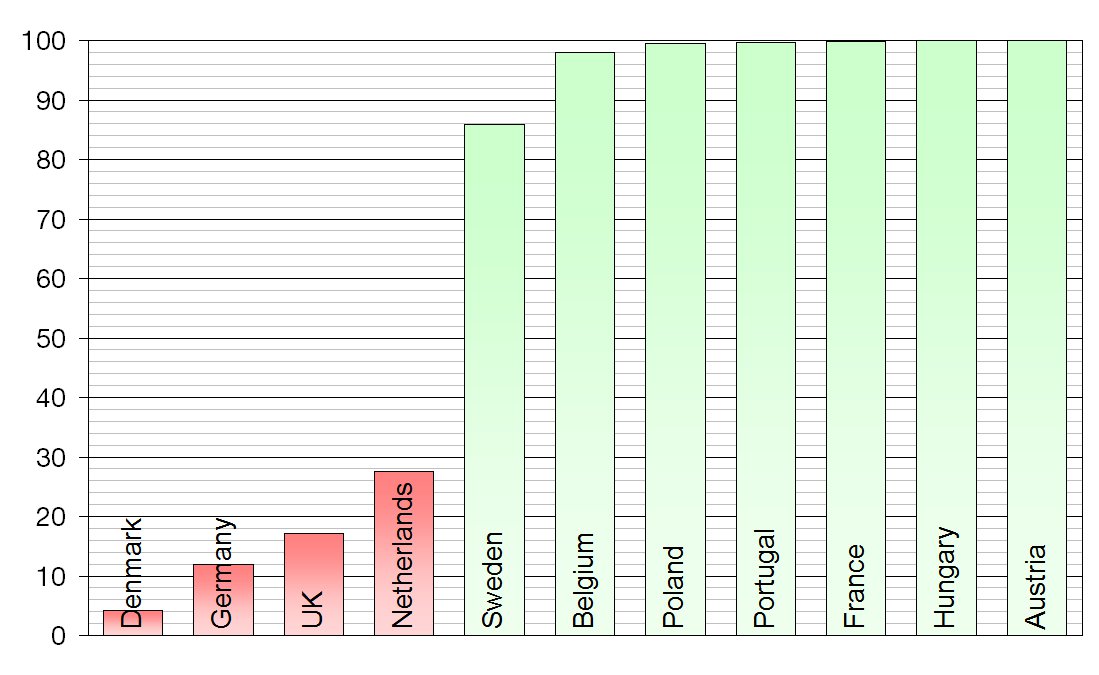 100
90
80
70
60
50
40
30
20
10
0
Denmark
Germany
UK
Netherlands
Sweden
Belgium
Poland
Portugal
France
Hungary
Austria